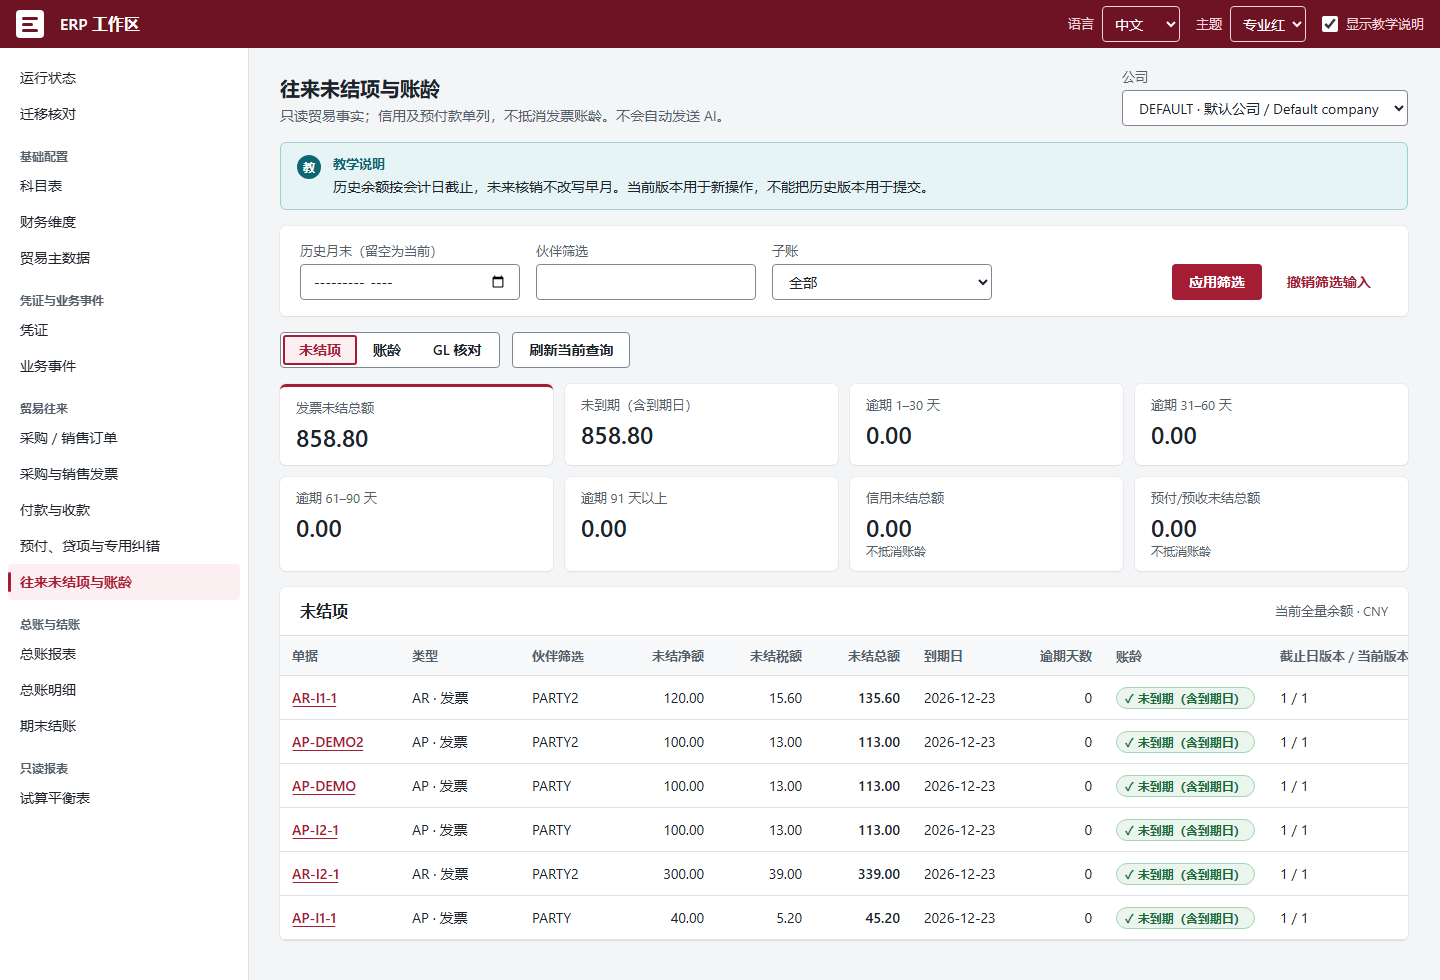 ERP 工作区
语言 中文 主题 专业红 显示教学说明
运行状态
迁移核对
基础配置
科目表
财务维度
贸易主数据
凭证与业务事件
凭证
业务事件
贸易往来
采购 / 销售订单
采购与销售发票
付款与收款
预付、贷项与专用纠错
往来未结项与账龄
总账与结账
总账报表
总账明细
期末结账
只读报表
试算平衡表
往来未结项与账龄
只读贸易事实；信用及预付款单列，不抵消发票账龄。不会自动发送 AI。
公司
DEFAULT · 默认公司 / Default company
教 教学说明
历史余额按会计日截止，未来核销不改写早月。当前版本用于新操作，不能把历史版本用于提交。
历史月末（留空为当前） 伙伴筛选 子账
--------- ---- 全部 应用筛选 撤销筛选输入
未结项 账龄 GL 核对 刷新当前查询
发票未结总额
858.80
未到期（含到期日）
858.80
逾期 1–30 天
0.00
逾期 31–60 天
0.00
逾期 61–90 天
0.00
逾期 91 天以上
0.00
信用未结总额
0.00
不抵消账龄
预付/预收未结总额
0.00
不抵消账龄
未结项 当前全量余额 · CNY
单据 类型 伙伴筛选 未结净额 未结税额 未结总额 到期日 逾期天数 账龄 截止日版本 / 当前版本
AR-I1-1 AR · 发票 PARTY2 120.00 15.60 135.60 2026-12-23 0 ✓ 未到期（含到期日） 1 / 1
AP-DEMO2 AP · 发票 PARTY2 100.00 13.00 113.00 2026-12-23 0 ✓ 未到期（含到期日） 1 / 1
AP-DEMO AP · 发票 PARTY 100.00 13.00 113.00 2026-12-23 0 ✓ 未到期（含到期日） 1 / 1
AP-I2-1 AP · 发票 PARTY 100.00 13.00 113.00 2026-12-23 0 ✓ 未到期（含到期日） 1 / 1
AR-I2-1 AR · 发票 PARTY2 300.00 39.00 339.00 2026-12-23 0 ✓ 未到期（含到期日） 1 / 1
AP-I1-1 AP · 发票 PARTY 40.00 5.20 45.20 2026-12-23 0 ✓ 未到期（含到期日） 1 / 1